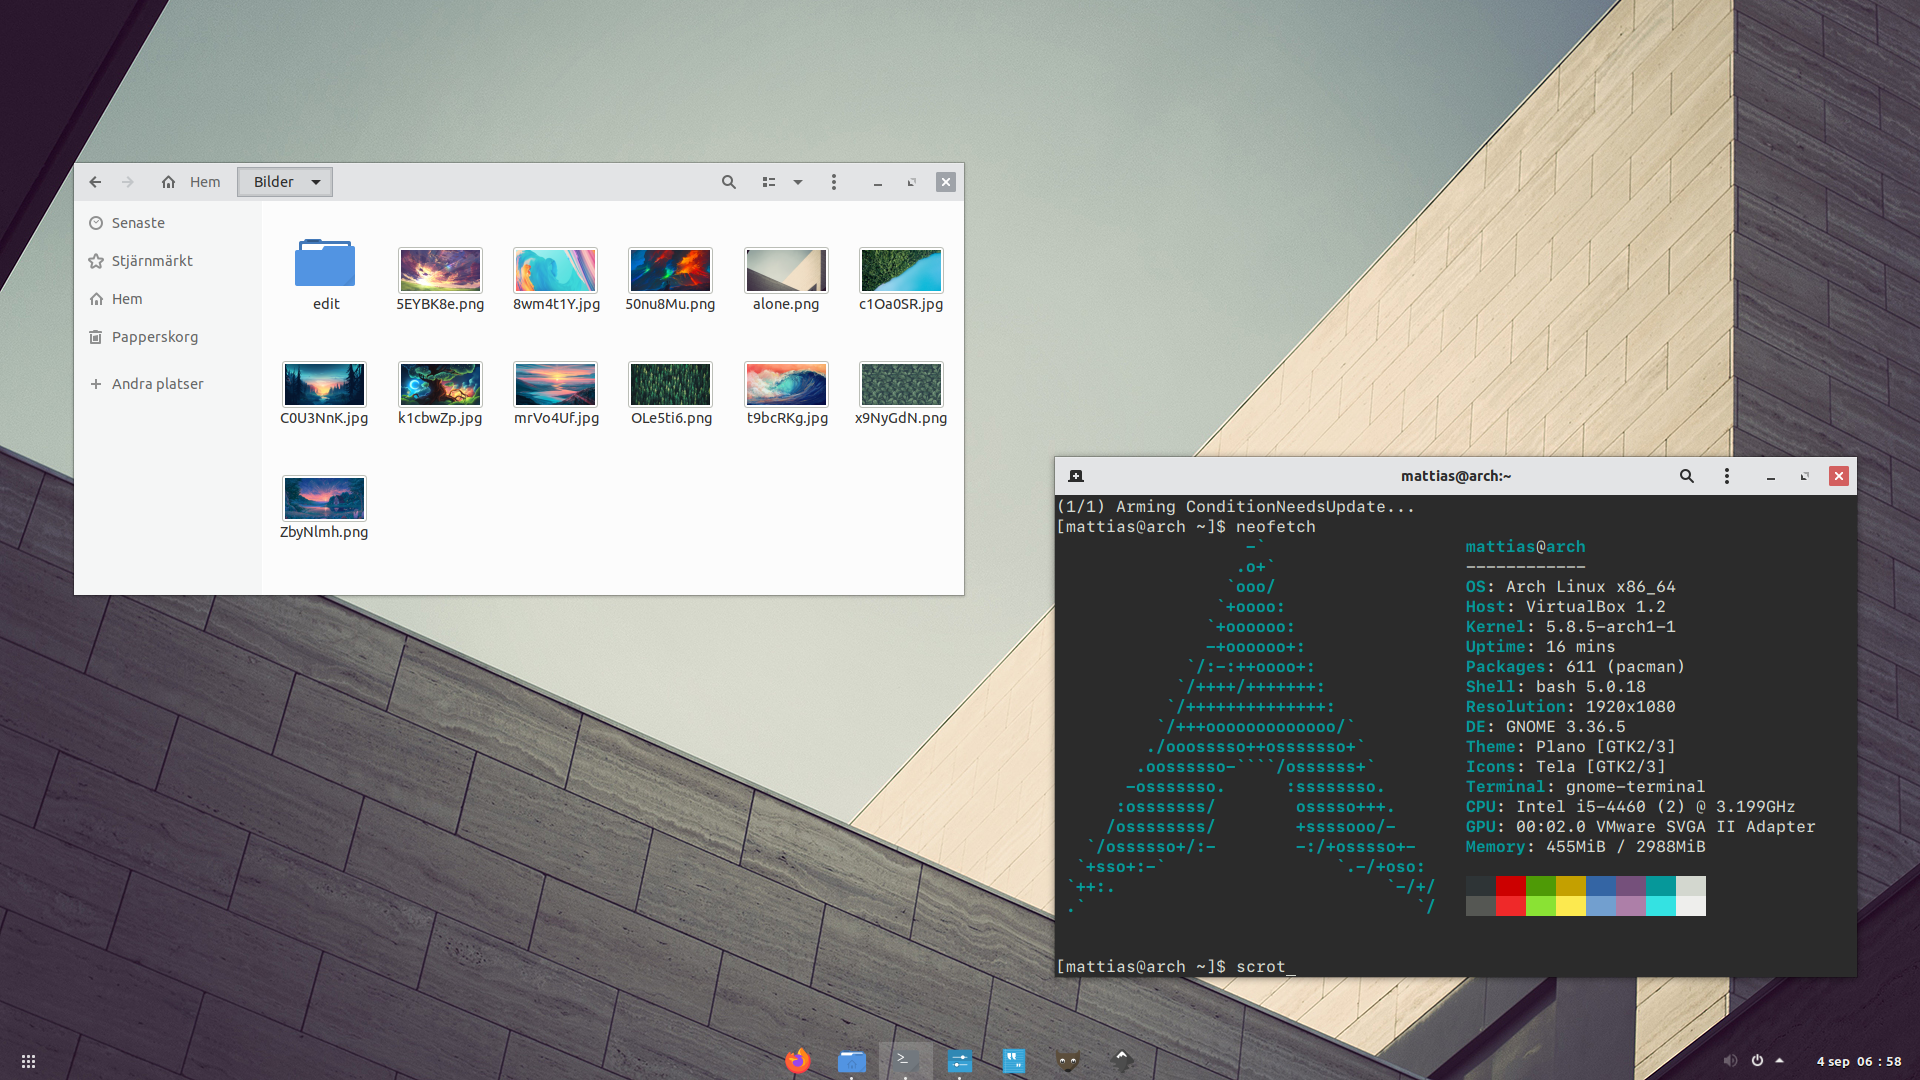 Hem Bilder
Senaste
Stjärnmärkt
Hem
Papperskorg
Andra platser
edit 5EYBK8e.png 8wm4t1Y.jpg 50nu8Mu.png alone.png c1Oa0SR.jpg
C0U3NnK.jpg k1cbwZp.jpg mrVo4Uf.jpg OLe5ti6.png t9bcRKg.jpg x9NyGdN.png
ZbyNlmh.png
mattias@arch:~
(1/1) Arming ConditionNeedsUpdate...
[mattias@arch ~]$ neofetch
mattias@arch
------------
OS: Arch Linux x86_64
Host: VirtualBox 1.2
Kernel: 5.8.5-arch1-1
Uptime: 16 mins
Packages: 611 (pacman)
Shell: bash 5.0.18
Resolution: 1920x1080
DE: GNOME 3.36.5
Theme: Plano [GTK2/3]
Icons: Tela [GTK2/3]
Terminal: gnome-terminal
CPU: Intel i5-4460 (2) @ 3.199GHz
GPU: 00:02.0 VMware SVGA II Adapter
Memory: 455MiB / 2988MiB
[mattias@arch ~]$ scrot_
4 sep 06 : 58